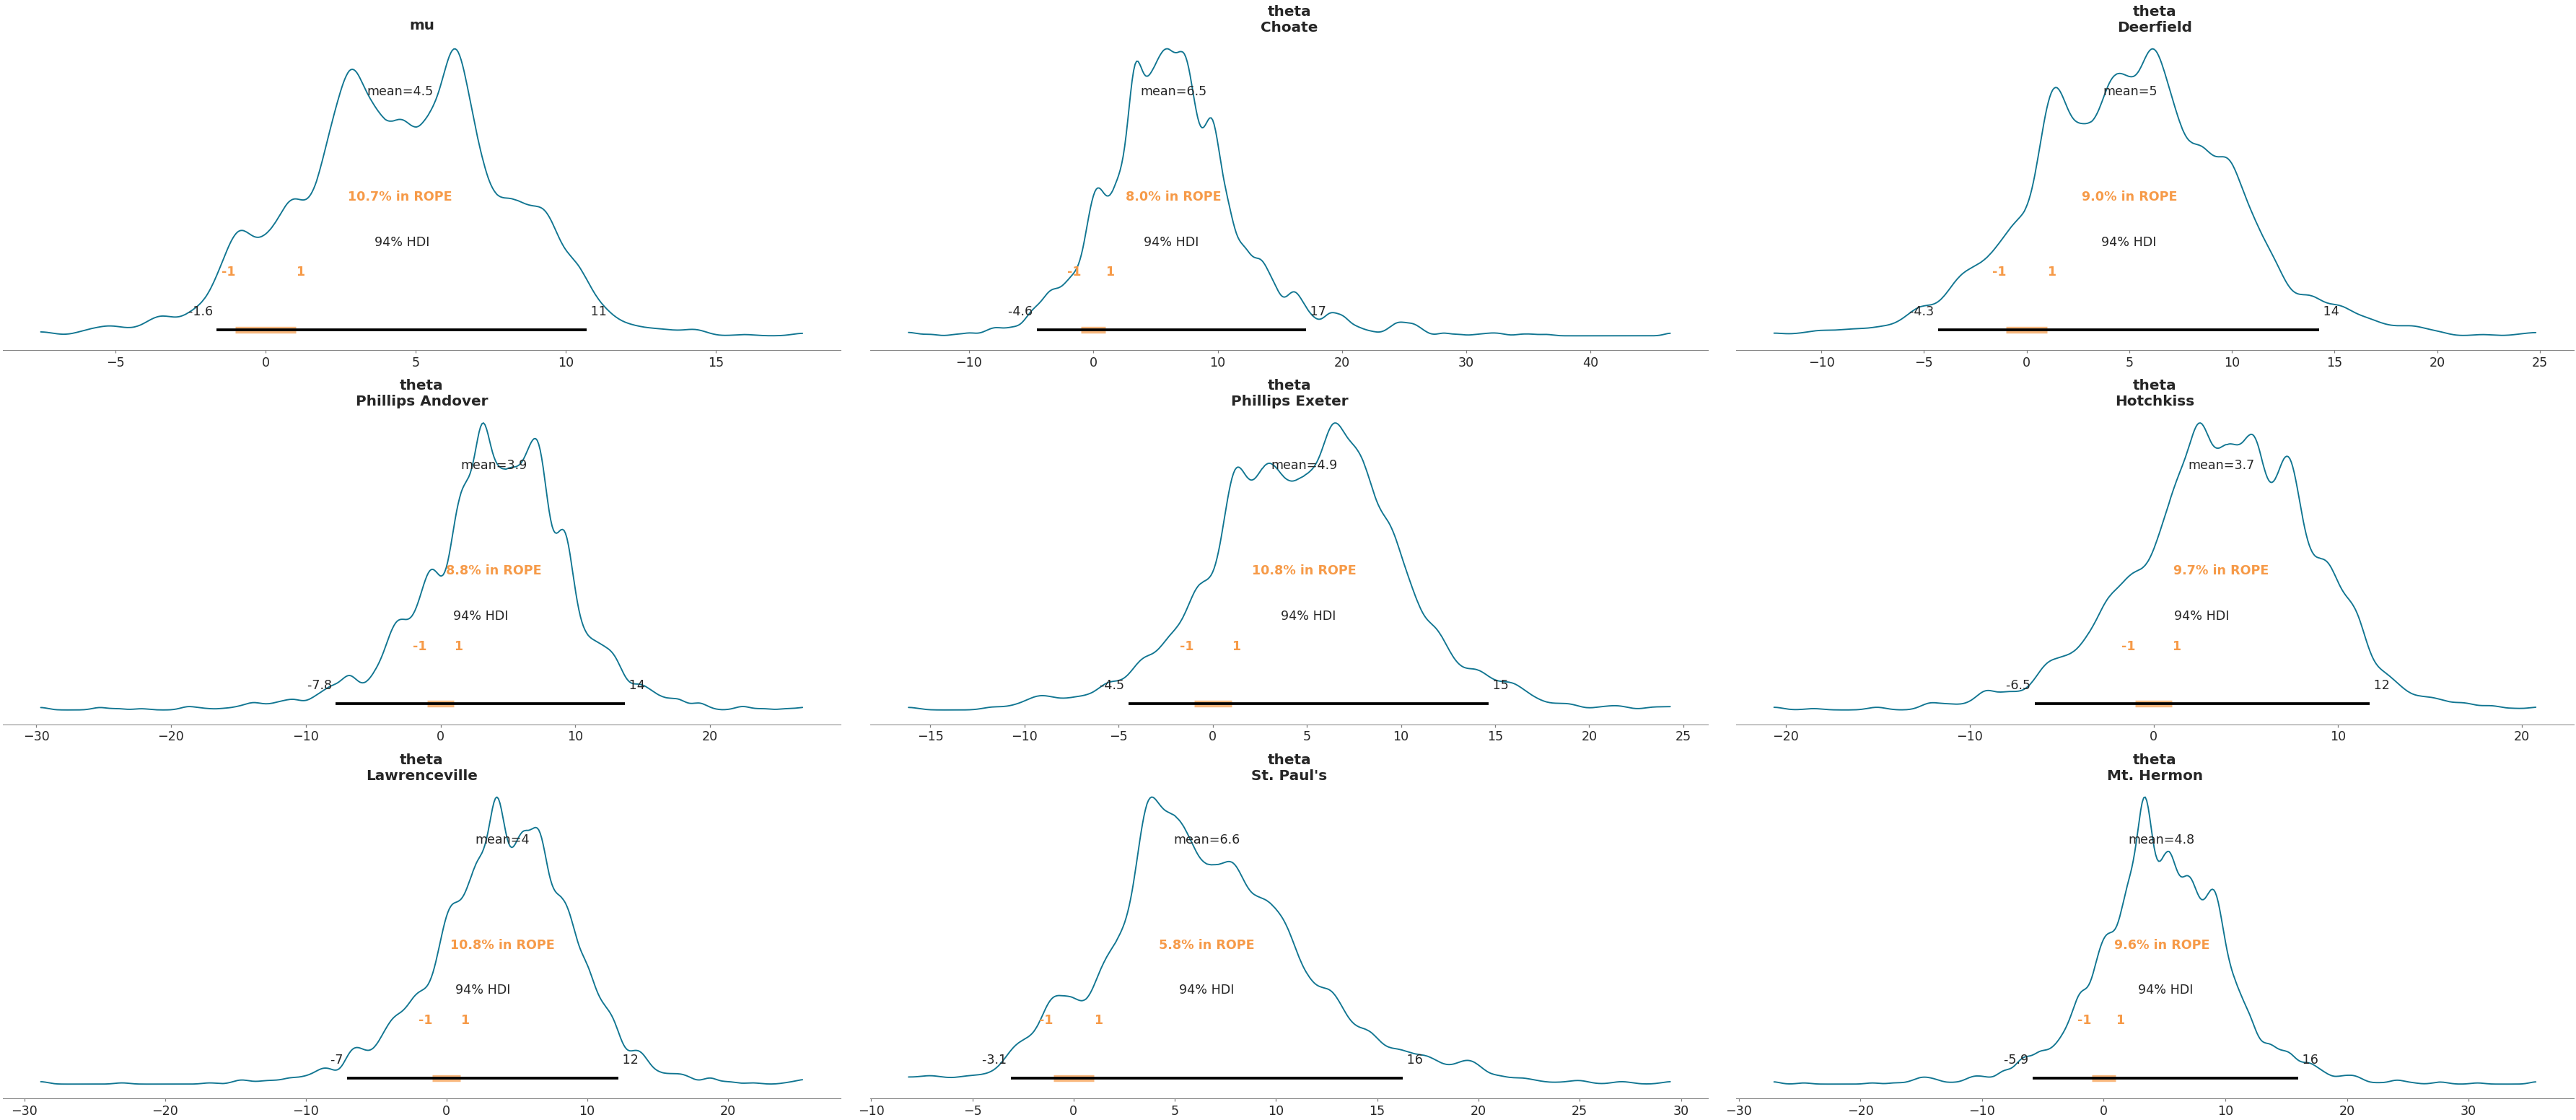 mu
mean=4.5
10.7% in ROPE
94% HDI
-1 1
-1.6 11
−5 0 5 10 15
theta
Choate
mean=6.5
8.0% in ROPE
94% HDI
-1 1
-4.6 17
−10 0 10 20 30 40
theta
Deerfield
mean=5
9.0% in ROPE
94% HDI
-1 1
-4.3 14
−10 −5 0 5 10 15 20 25
theta
Phillips Andover
mean=3.9
8.8% in ROPE
94% HDI
-1 1
-7.8 14
−30 −20 −10 0 10 20
theta
Phillips Exeter
mean=4.9
10.8% in ROPE
94% HDI
-1 1
-4.5 15
−15 −10 −5 0 5 10 15 20 25
theta
Hotchkiss
mean=3.7
9.7% in ROPE
94% HDI
-1 1
-6.5 12
−20 −10 0 10 20
theta
Lawrenceville
mean=4
10.8% in ROPE
94% HDI
-1 1
-7 12
−30 −20 −10 0 10 20
theta
St. Paul's
mean=6.6
5.8% in ROPE
94% HDI
-1 1
-3.1 16
−10 −5 0 5 10 15 20 25 30
theta
Mt. Hermon
mean=4.8
9.6% in ROPE
94% HDI
-1 1
-5.9 16
−30 −20 −10 0 10 20 30